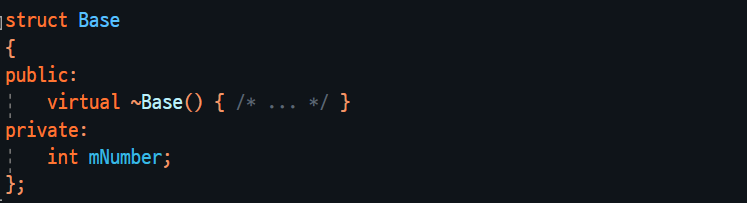 struct Base
{
public:
    virtual ~Base() { /* ... */ }
private:
    int mNumber;
};